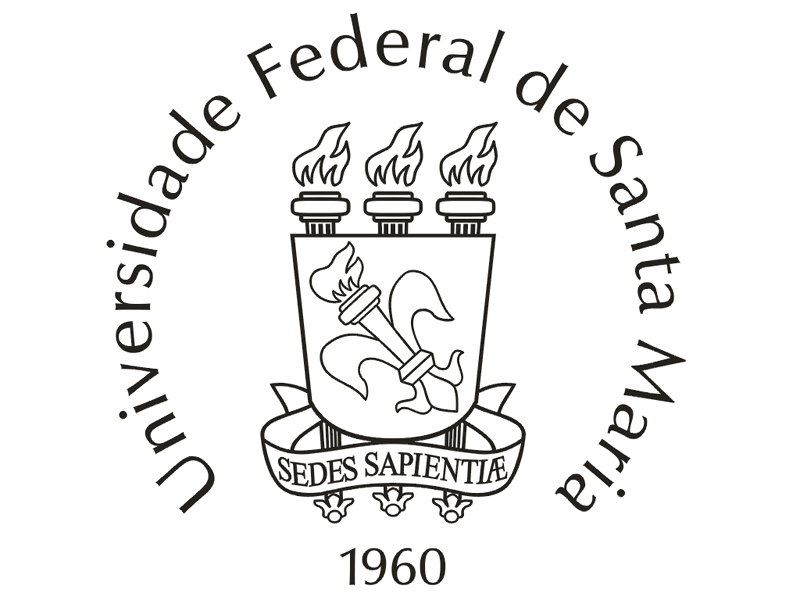 Universidade Federal de Santa Maria
SEDES SAPIENTIÆ
1960